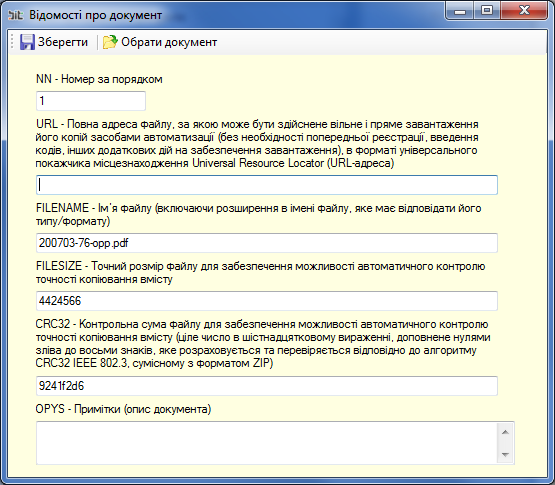 Відомості про документ
Зберегти Обрати документ
NN - Номер за порядком
1
URL - Повна адреса файлу, за якою може бути здійснене вільне і пряме завантаження
його копій засобами автоматизації (без необхідності попередньої реєстрації, введення
кодів, інших додаткових дій на забезпечення завантаження), в форматі універсального
покажчика місцезнаходження Universal Resource Locator (URL-адреса)
FILENAME - Ім'я файлу (включаючи розширення в імені файлу, яке має відповідати його
типу/формату)
200703-76-opp.pdf
FILESIZE - Точний розмір файлу для забезпечення можливості автоматичного контролю
точності копіювання вмісту
4424566
CRC32 - Контрольна сума файлу для забезпечення можливості автоматичного контролю
точності копіювання вмісту (ціле число в шістнадцятковому вираженні, доповнене нулями
зліва до восьми знаків, яке розраховується та перевіряється відповідно до алгоритму
CRC32 IEEE 802.3, сумісному з форматом ZIP)
9241f2d6
OPYS - Примітки (опис документа)